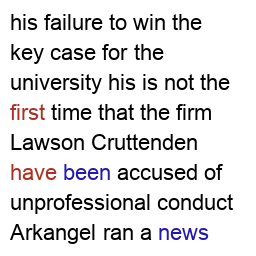 his failure to win the
key case for the
university his is not the
first time that the firm
Lawson Cruttenden
have been accused of
unprofessional conduct
Arkangel ran a news